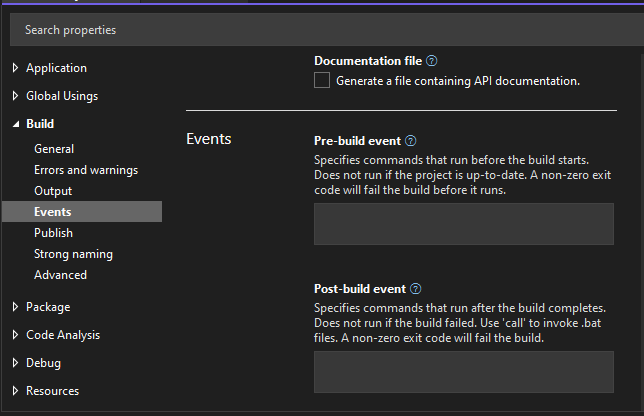 Search properties
Application
Global Usings
Build
General
Errors and warnings
Output
Events
Publish
Strong naming
Advanced
Package
Code Analysis
Debug
Resources
Documentation file
Generate a file containing API documentation.
Events
Pre-build event
Specifies commands that run before the build starts.
Does not run if the project is up-to-date. A non-zero exit
code will fail the build before it runs.
Post-build event
Specifies commands that run after the build completes.
Does not run if the build failed. Use 'call' to invoke .bat
files. A non-zero exit code will fail the build.